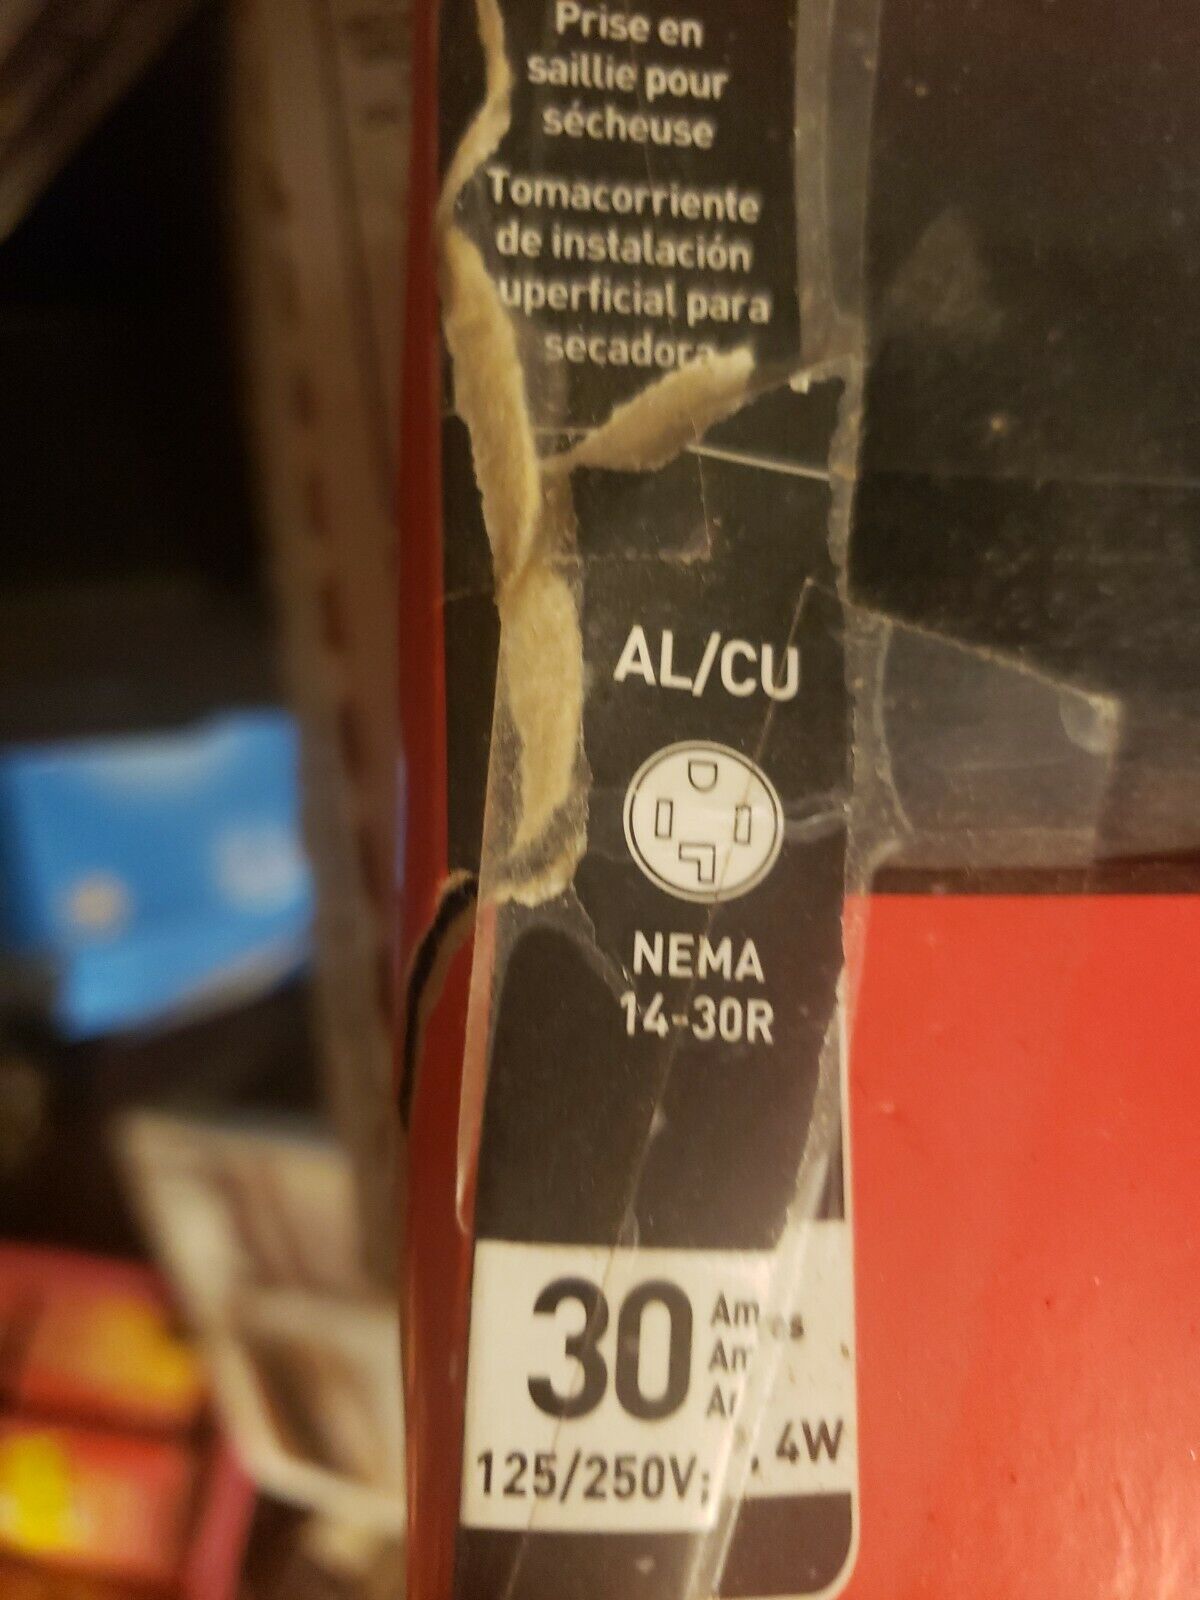 Prise en
saillie pour
sécheuse
Tomacorriente
de instalación
uperficial para
secadora
AL/CU
NEMA
14-30R
30
125/250V; 4W